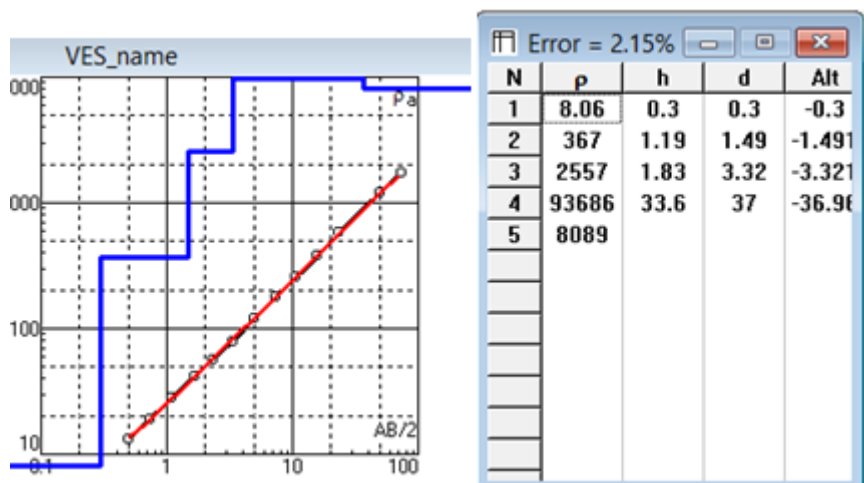 VES_name
000
ρa
000
100
10
AB/2
0.1 1 10 100
Error = 2.15%
N ρ h d Alt
1 8.06 0.3 0.3 -0.3
2 367 1.19 1.49 -1.491
3 2557 1.83 3.32 -3.321
4 93686 33.6 37 -36.98
5 8089